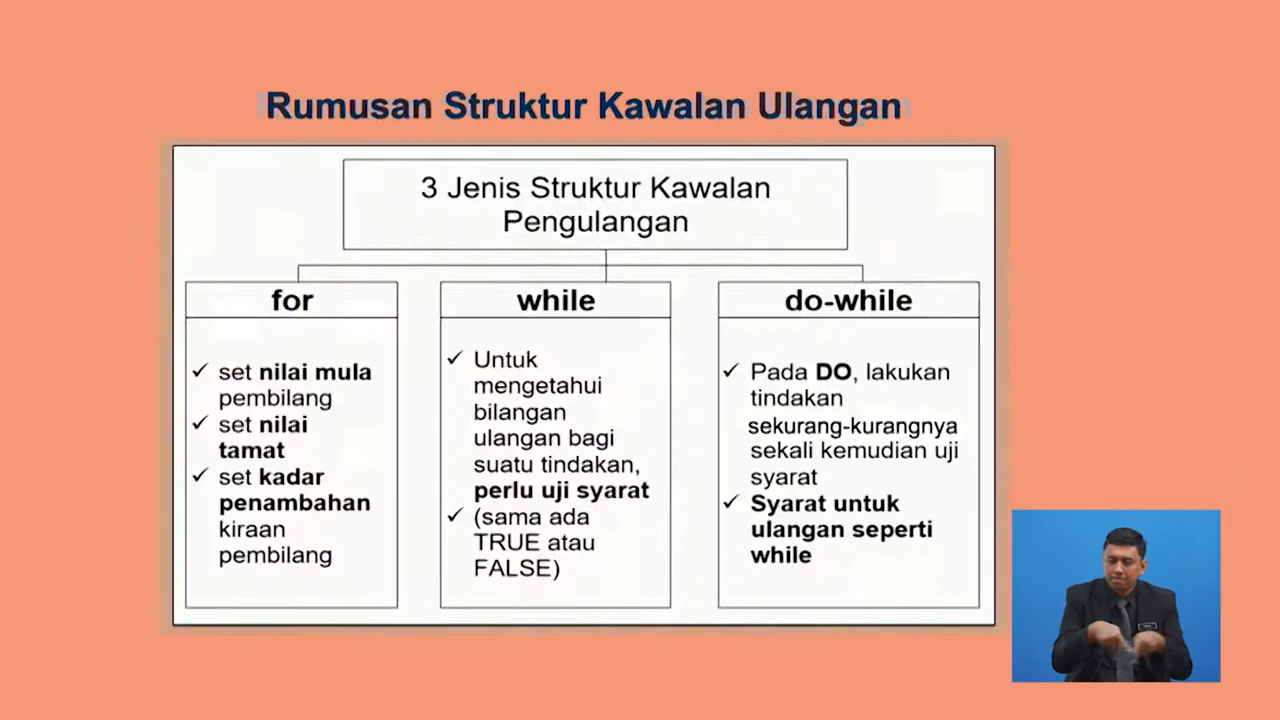 Rumusan Struktur Kawalan Ulangan
3 Jenis Struktur Kawalan
Pengulangan
for
✓ set nilai mula
pembilang
✓ set nilai
tamat
✓ set kadar
penambahan
kiraan
pembilang
while
✓ Untuk
mengetahui
bilangan
ulangan bagi
suatu tindakan,
perlu uji syarat
✓ (sama ada
TRUE atau
FALSE)
do-while
✓ Pada DO, lakukan
tindakan
sekurang-kurangnya
sekali kemudian uji
syarat
✓ Syarat untuk
ulangan seperti
while